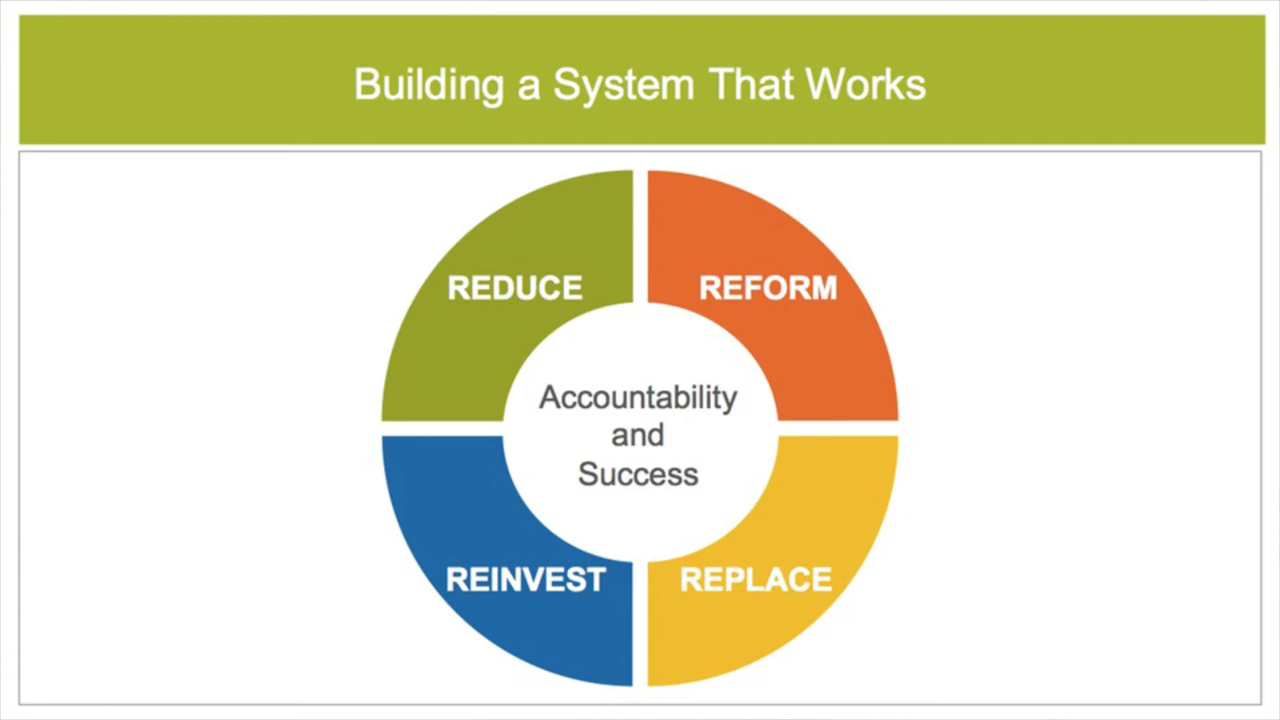 Building a System That Works
REDUCE
REFORM
Accountability
and
Success
REINVEST
REPLACE